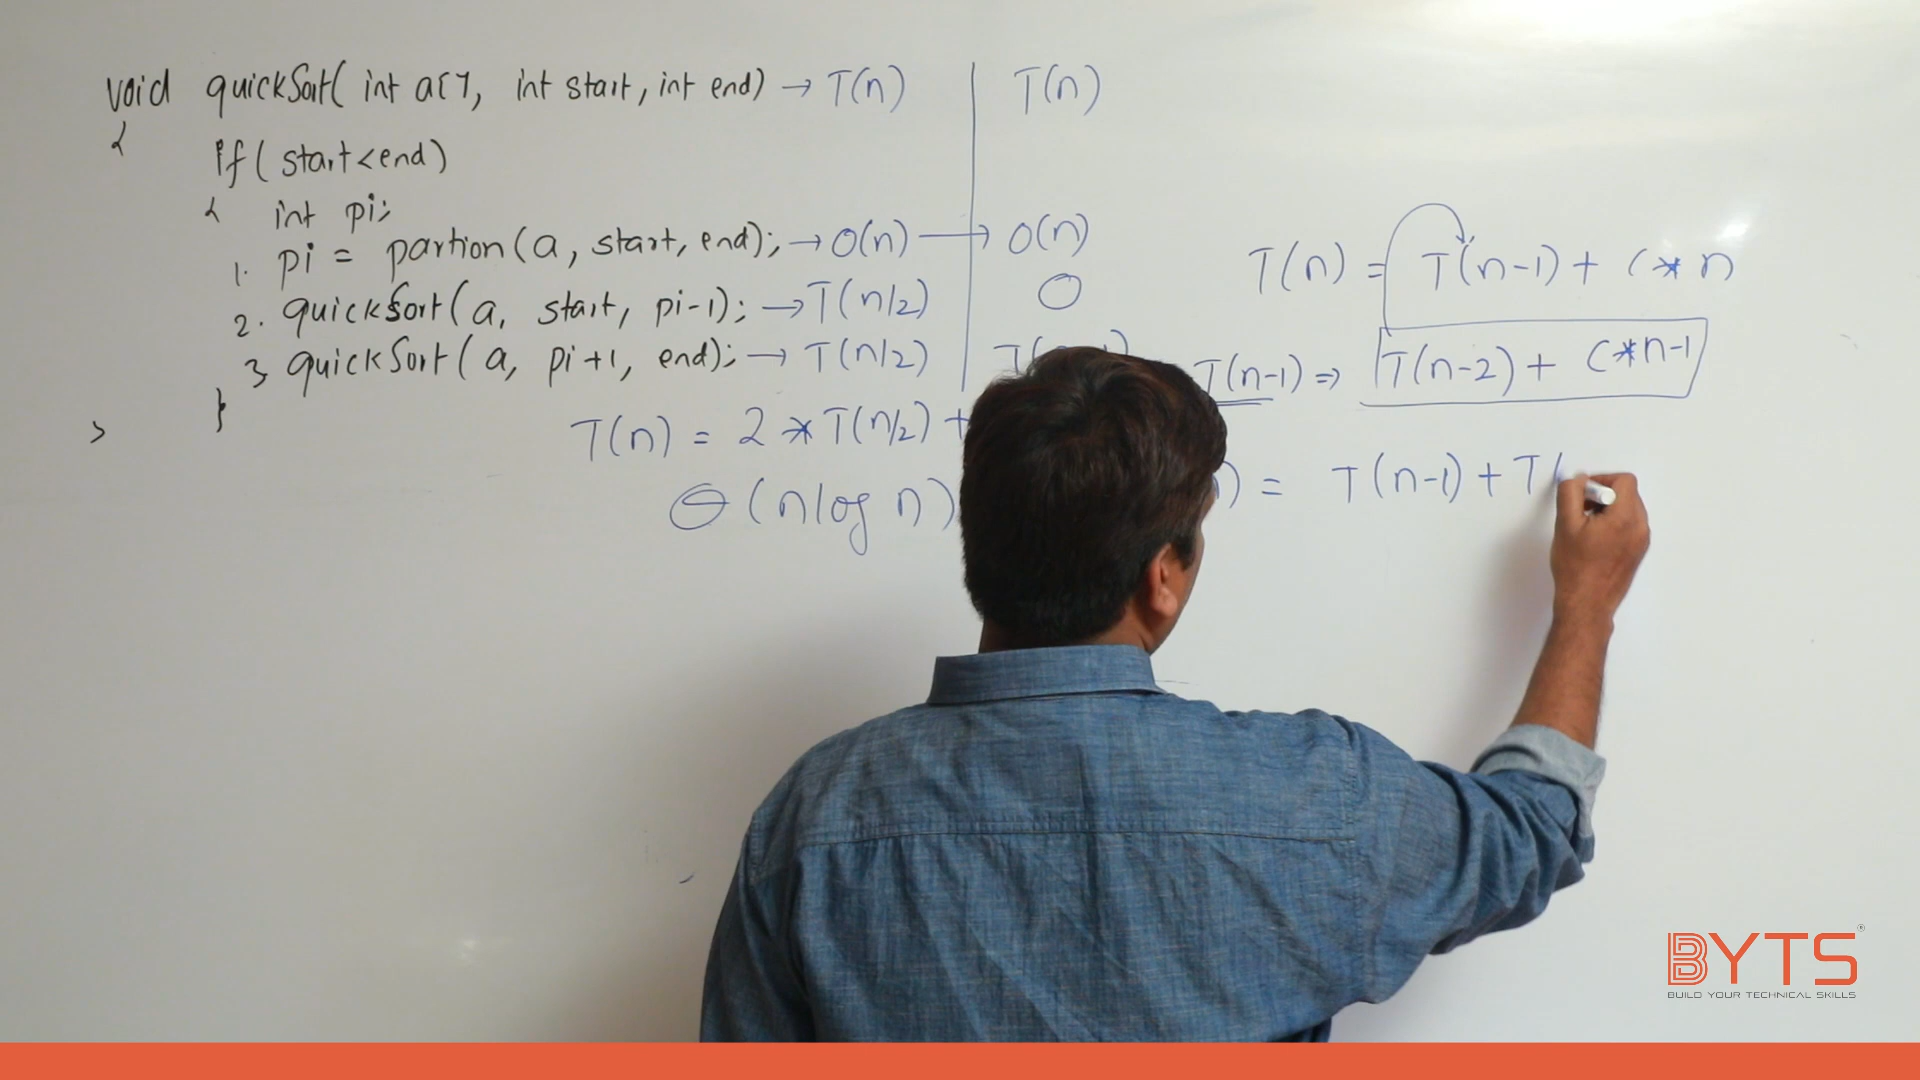 void quickSort( int a[], int start, int end) → T(n) T(n)
{
if( start<end)
{ int pi;
1. pi = partion(a, start, end); → O(n) → O(n)
2. quicksort(a, start, pi-1); → T(n/2) O
3 quickSort(a, pi+1, end); → T(n/2)
}
}
T(n) = 2 * T(n/2) +
Θ(nlog n)
T(n) = T(n-1) + C * n
T(n-1) ⇒ T(n-2) + C*n-1
) = T(n-1) + T(
BYTS
BUILD YOUR TECHNICAL SKILLS